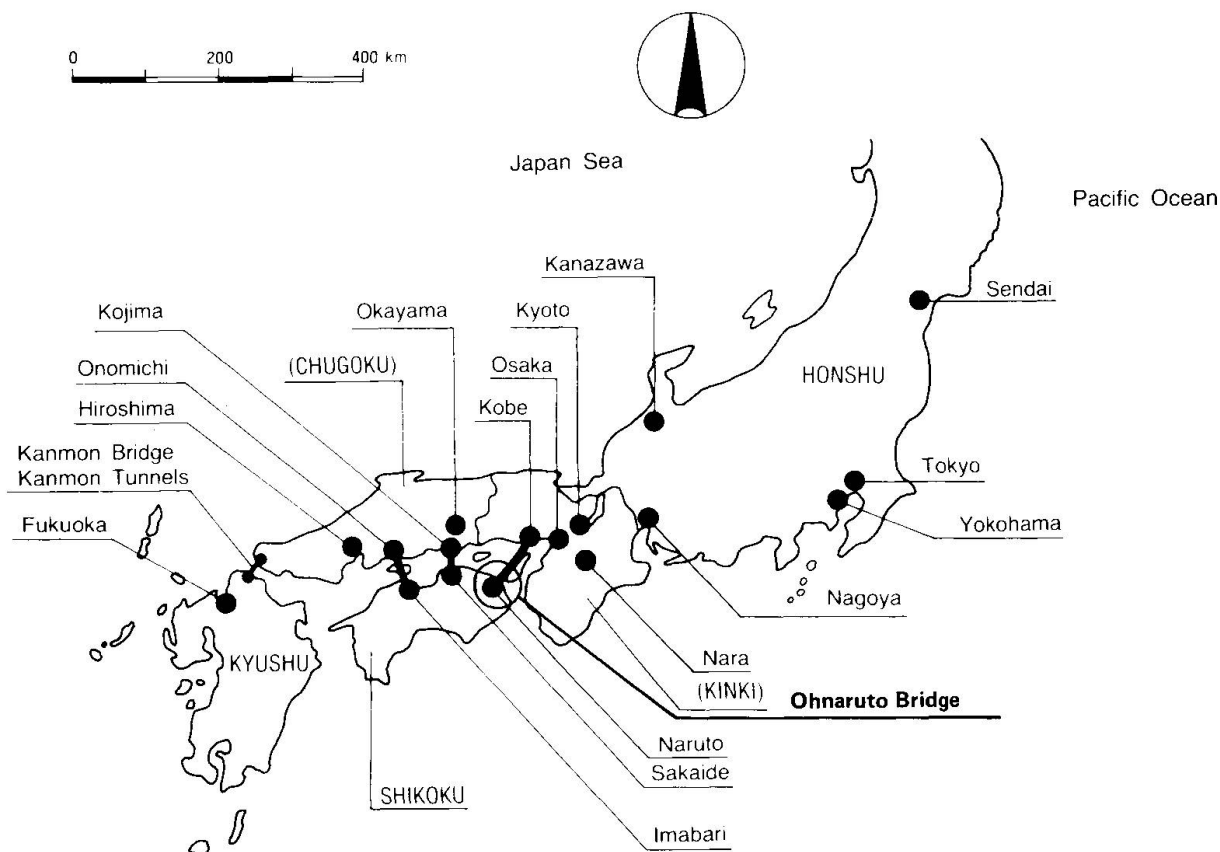 0 200 400 km
Japan Sea
Pacific Ocean
Kanazawa
Sendai
Kojima
Okayama
Kyoto
Onomichi
(CHUGOKU)
Osaka
HONSHU
Hiroshima
Kobe
Kanmon Bridge
Kanmon Tunnels
Tokyo
Fukuoka
Yokohama
Nagoya
KYUSHU
Nara
(KINKI)
Ohnaruto Bridge
Naruto
Sakaide
SHIKOKU
Imabari